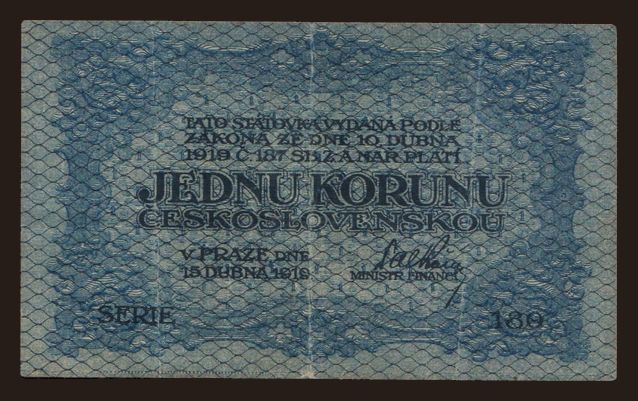 TATO STÁTOVKA VYDANÁ PODLE
ZÁKONA ZE DNE 10. DUBNA
1919 Č. 187 SB. Z. A NAŘ. PLATÍ
JEDNU KORUNU
ČESKOSLOVENSKOU
V PRAZE DNE
15 DUBNA 1919
MINISTR FINANCÍ
SERIE 189